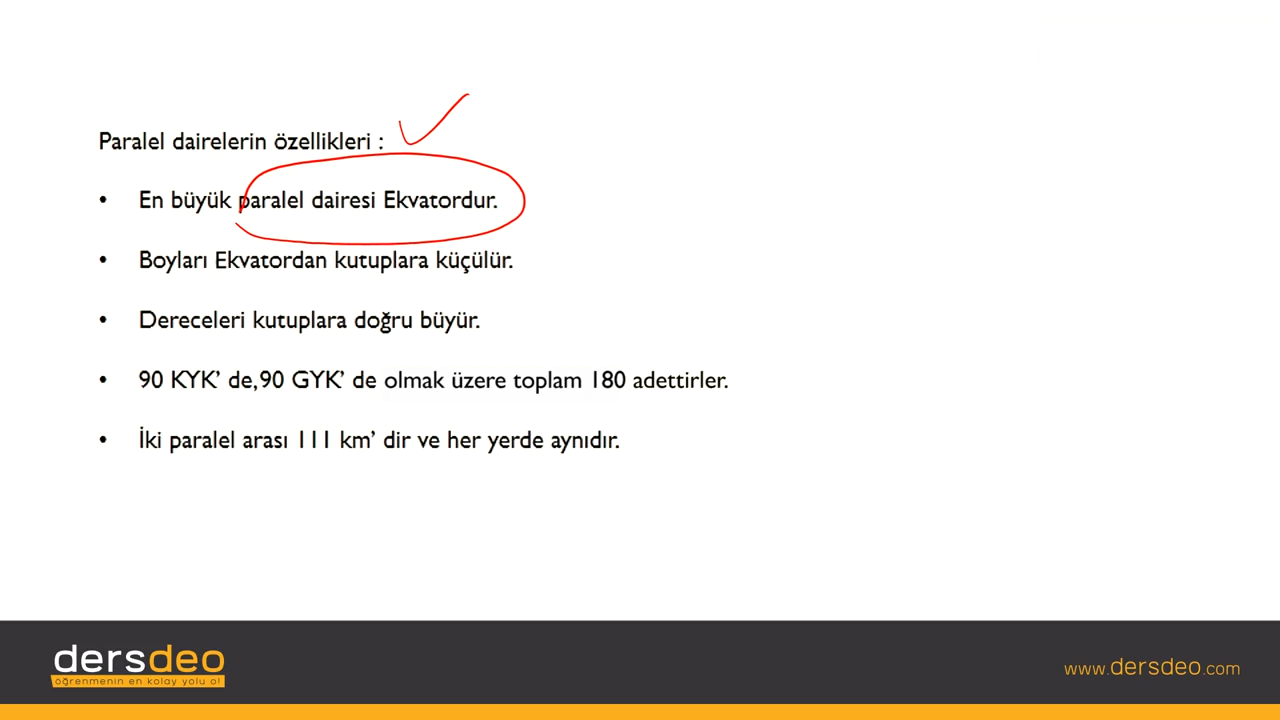 Paralel dairelerin özellikleri :
• En büyük paralel dairesi Ekvatordur.
• Boyları Ekvatordan kutuplara küçülür.
• Dereceleri kutuplara doğru büyür.
• 90 KYK’ de,90 GYK’ de olmak üzere toplam 180 adettirler.
• İki paralel arası 111 km’ dir ve her yerde aynıdır.
dersdeo
öğrenmenin en kolay yolu o!
www.dersdeo.com